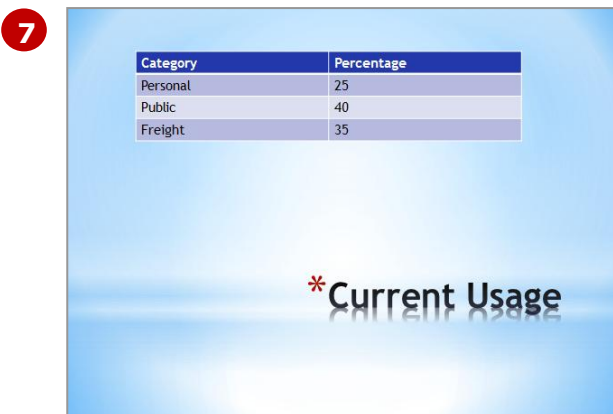 7
Category Percentage
Personal 25
Public 40
Freight 35
*Current Usage